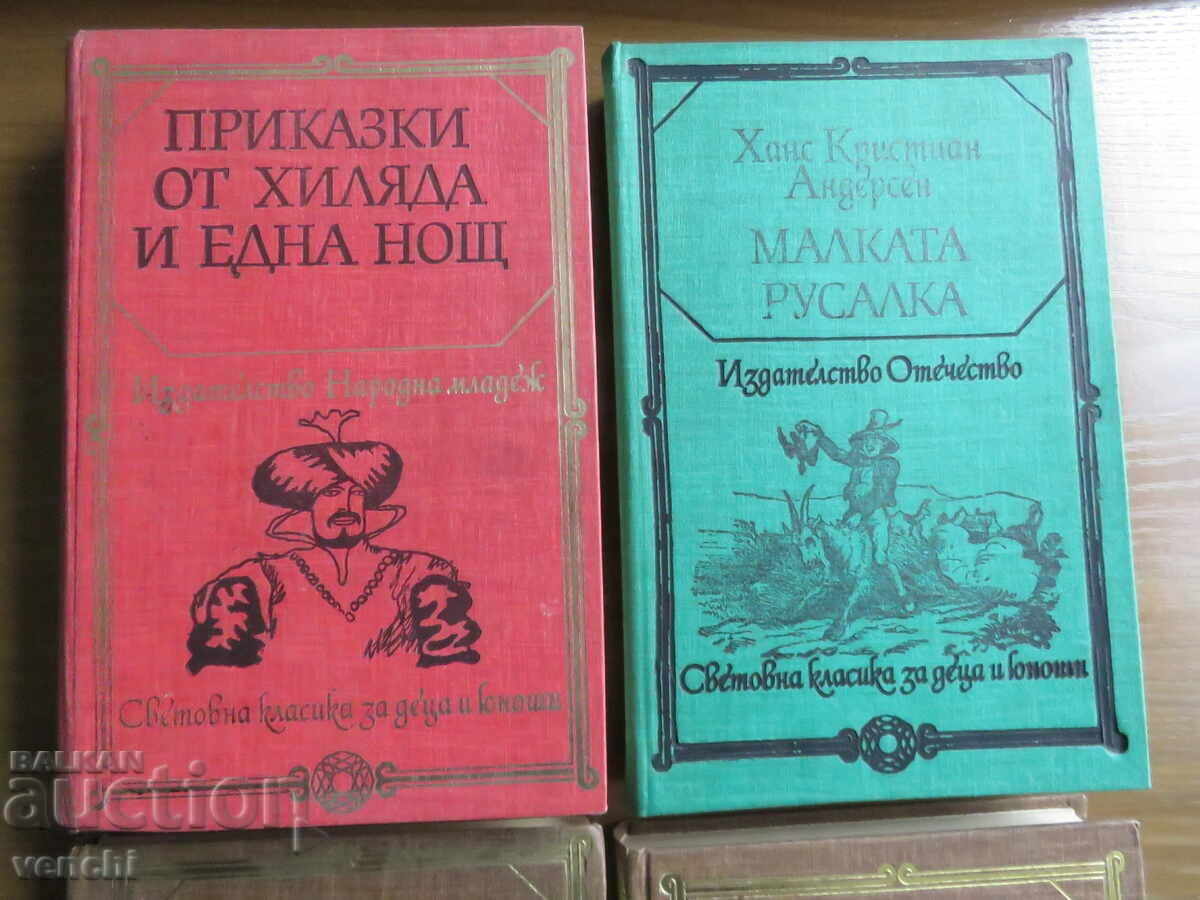 ПРИКАЗКИ
ОТ ХИЛЯДА
И ЕДНА НОЩ
Издателство Народна младеж
Световна класика за деца и юноши
Ханс Кристиан
Андерсен
МАЛКАТА
РУСАЛКА
Издателство Отечество
Световна класика за деца и юноши
BALKAN
auction
venchi